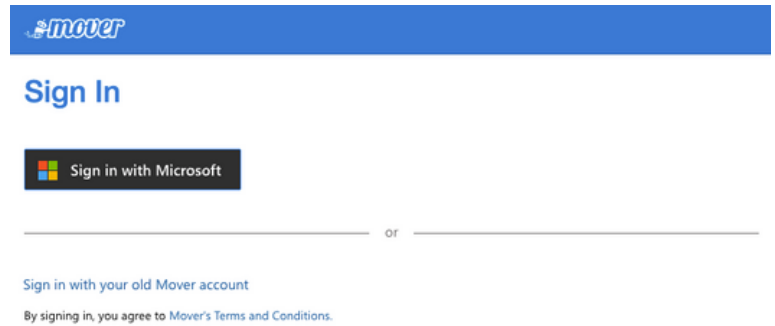 mover
Sign In
Sign in with Microsoft
or
Sign in with your old Mover account
By signing in, you agree to Mover's Terms and Conditions.